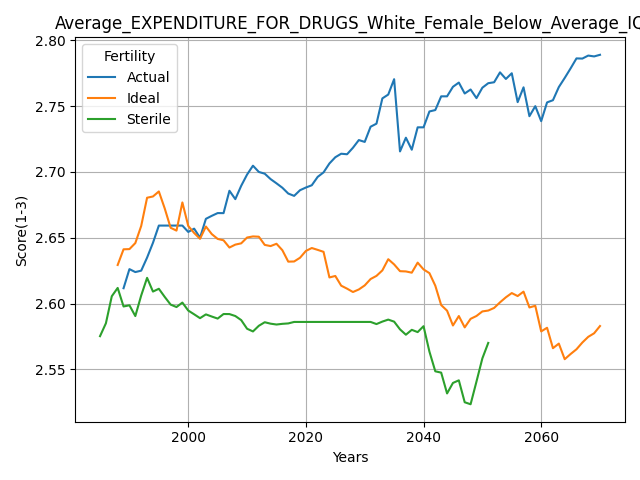 Average_EXPENDITURE_FOR_DRUGS_White_Female_Below_Average_IQ
2.80
2.75
2.70
2.65
2.60
2.55
Score(1-3)
Fertility
Actual
Ideal
Sterile
2000
2020
2040
2060
Years